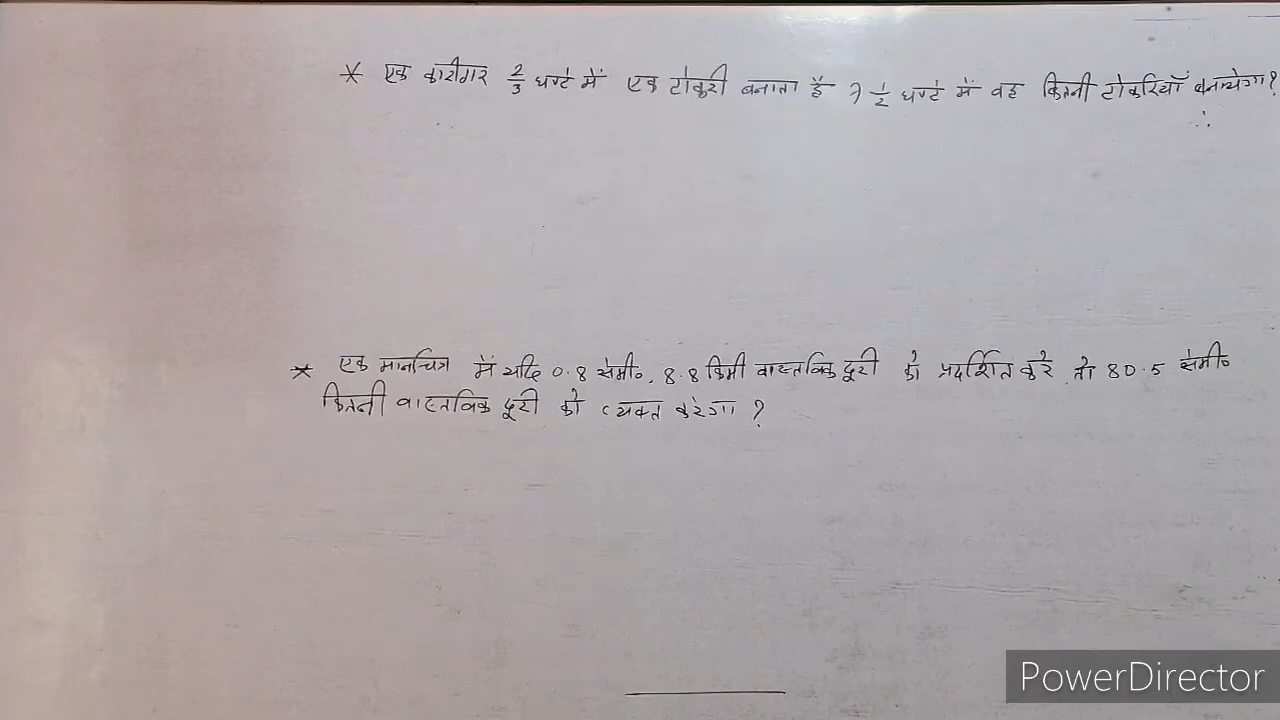 * एक कारीगर 2/3 घण्टे में एक टोकरी बनाता है 7 1/2 घण्टे में वह कितनी टोकरियाँ बनायेगा?
* एक मानचित्र में यदि 0.8 सेमी०, 8.8 किमी वास्तविक दूरी को प्रदर्शित करे तो 80.5 सेमी०
कितनी वास्तविक दूरी को व्यक्त करेगा ?
PowerDirector